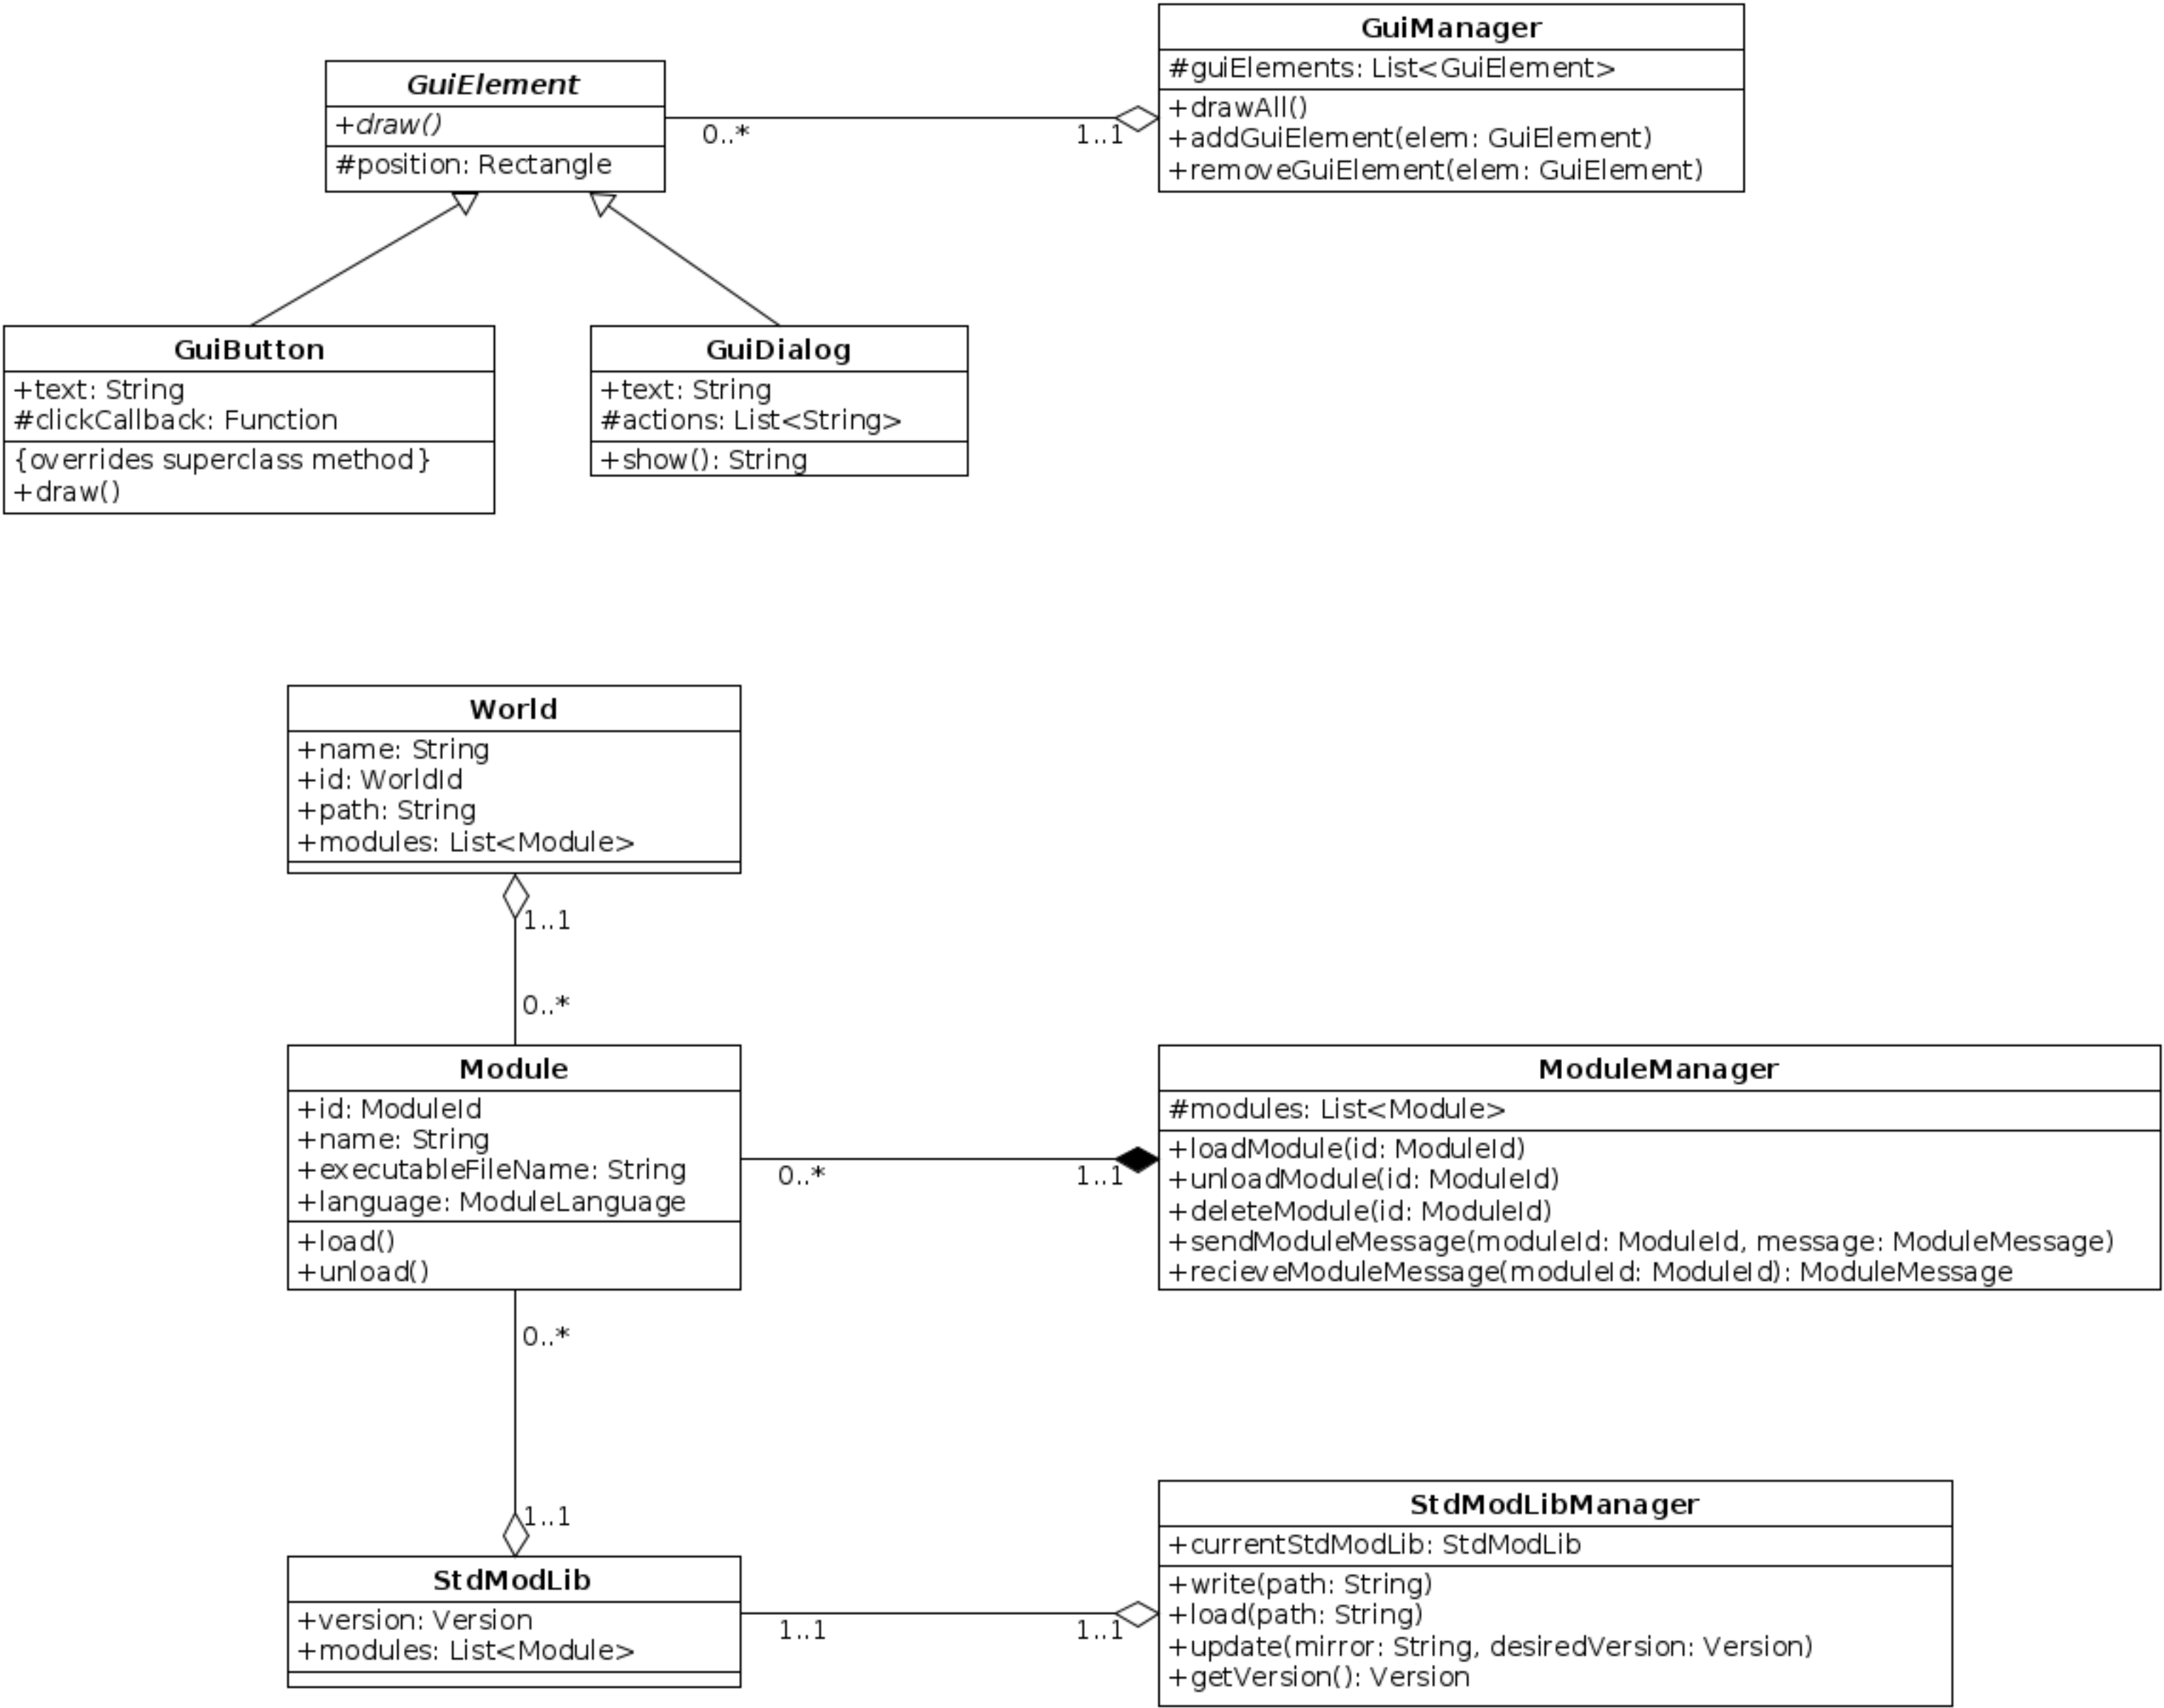 GuiElement
+draw()
#position: Rectangle
0..*
1..1
GuiManager
#guiElements: List<GuiElement>
+drawAll()
+addGuiElement(elem: GuiElement)
+removeGuiElement(elem: GuiElement)
GuiButton
+text: String
#clickCallback: Function
{overrides superclass method}
+draw()
GuiDialog
+text: String
#actions: List<String>
+show(): String
World
+name: String
+id: WorldId
+path: String
+modules: List<Module>
1..1
0..*
Module
+id: ModuleId
+name: String
+executableFileName: String
+language: ModuleLanguage
+load()
+unload()
0..*
1..1
ModuleManager
#modules: List<Module>
+loadModule(id: ModuleId)
+unloadModule(id: ModuleId)
+deleteModule(id: ModuleId)
+sendModuleMessage(moduleId: ModuleId, message: ModuleMessage)
+recieveModuleMessage(moduleId: ModuleId): ModuleMessage
0..*
1..1
StdModLib
+version: Version
+modules: List<Module>
1..1
1..1
StdModLibManager
+currentStdModLib: StdModLib
+write(path: String)
+load(path: String)
+update(mirror: String, desiredVersion: Version)
+getVersion(): Version